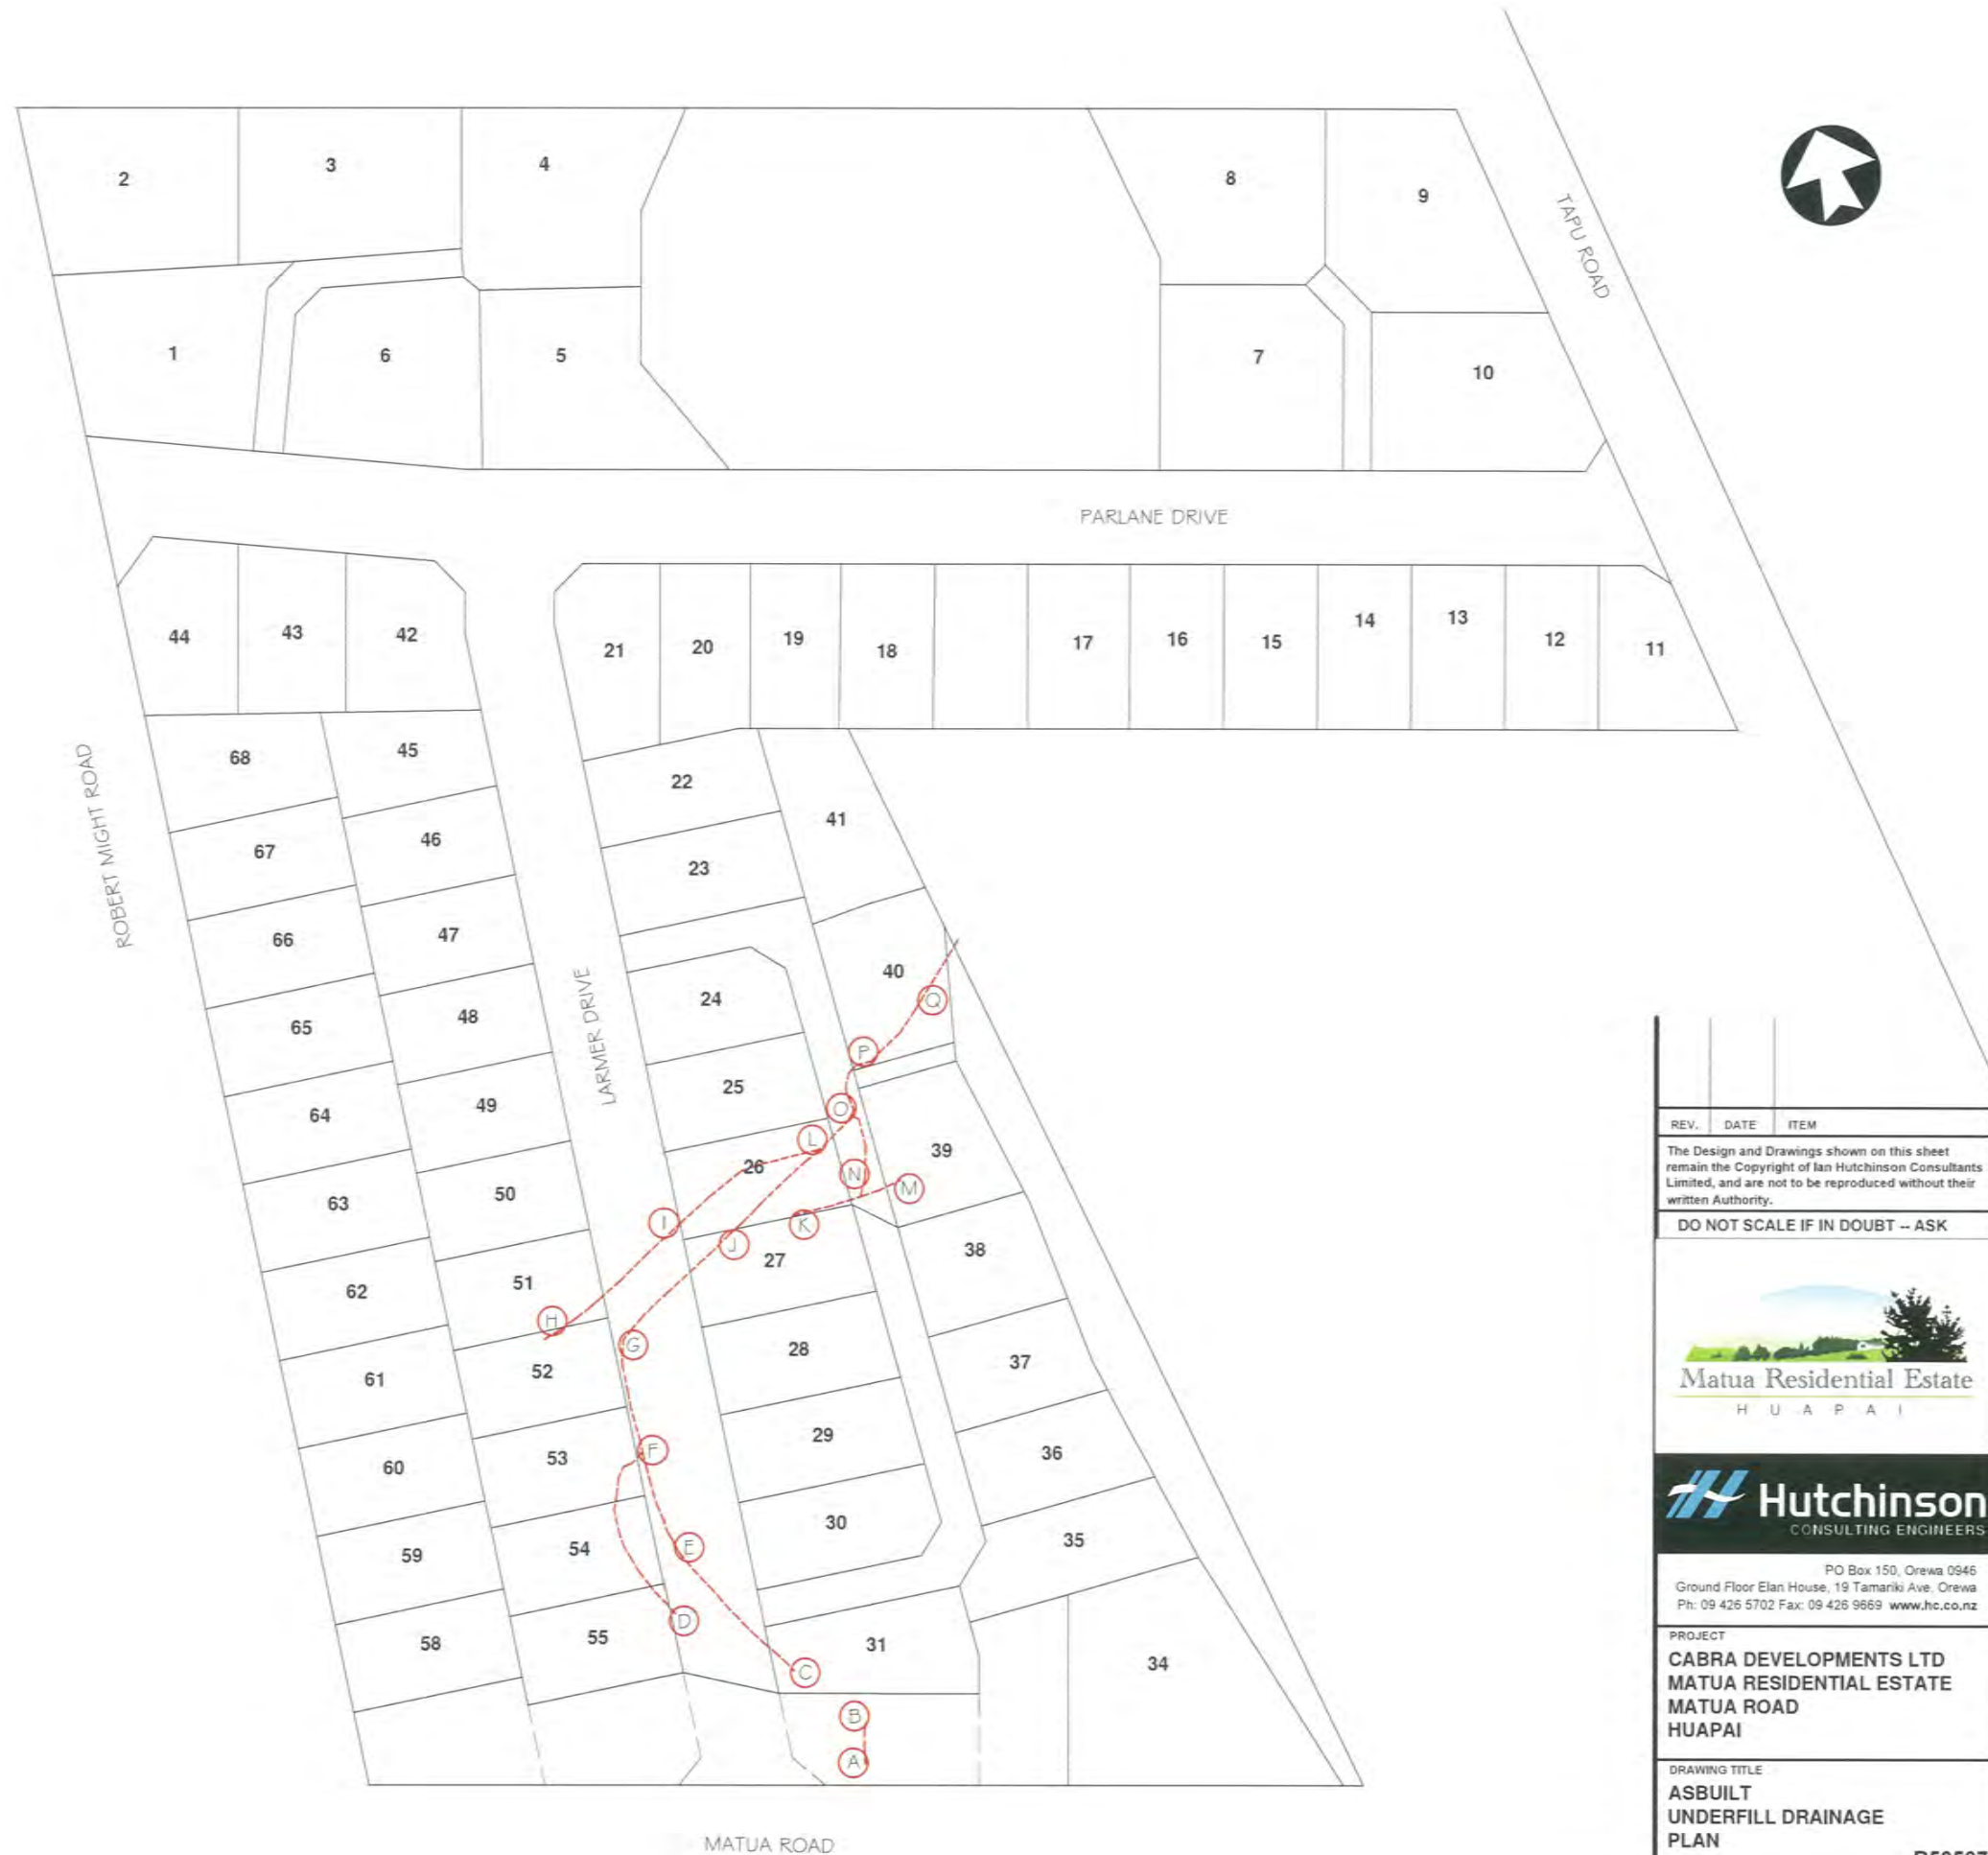 2
3
4
8
9
TAPU ROAD
1
6
5
7
10
PARLANE DRIVE
44
43
42
21
20
19
18
17
16
15
14
13
12
11
ROBERT MIGHT ROAD
68
45
22
41
67
46
23
66
47
40
LARMER DRIVE
24
Q
65
48
P
25
O
64
49
L
26
39
N
M
63
50
I
K
J
27
38
62
51
H
G
28
37
61
52
F
29
36
60
53
E
30
35
59
54
D
58
55
31
C
34
B
A
MATUA ROAD
REV. DATE ITEM
The Design and Drawings shown on this sheet
remain the Copyright of Ian Hutchinson Consultants
Limited, and are not to be reproduced without their
written Authority.
DO NOT SCALE IF IN DOUBT -- ASK
Matua Residential Estate
HUAPAI
Hutchinson
CONSULTING ENGINEERS
PO Box 150, Orewa 0946
Ground Floor Elan House, 19 Tamariki Ave, Orewa
Ph: 09 426 5702 Fax: 09 426 9669 www.hc.co.nz
PROJECT
CABRA DEVELOPMENTS LTD
MATUA RESIDENTIAL ESTATE
MATUA ROAD
HUAPAI
DRAWING TITLE
ASBUILT
UNDERFILL DRAINAGE
PLAN